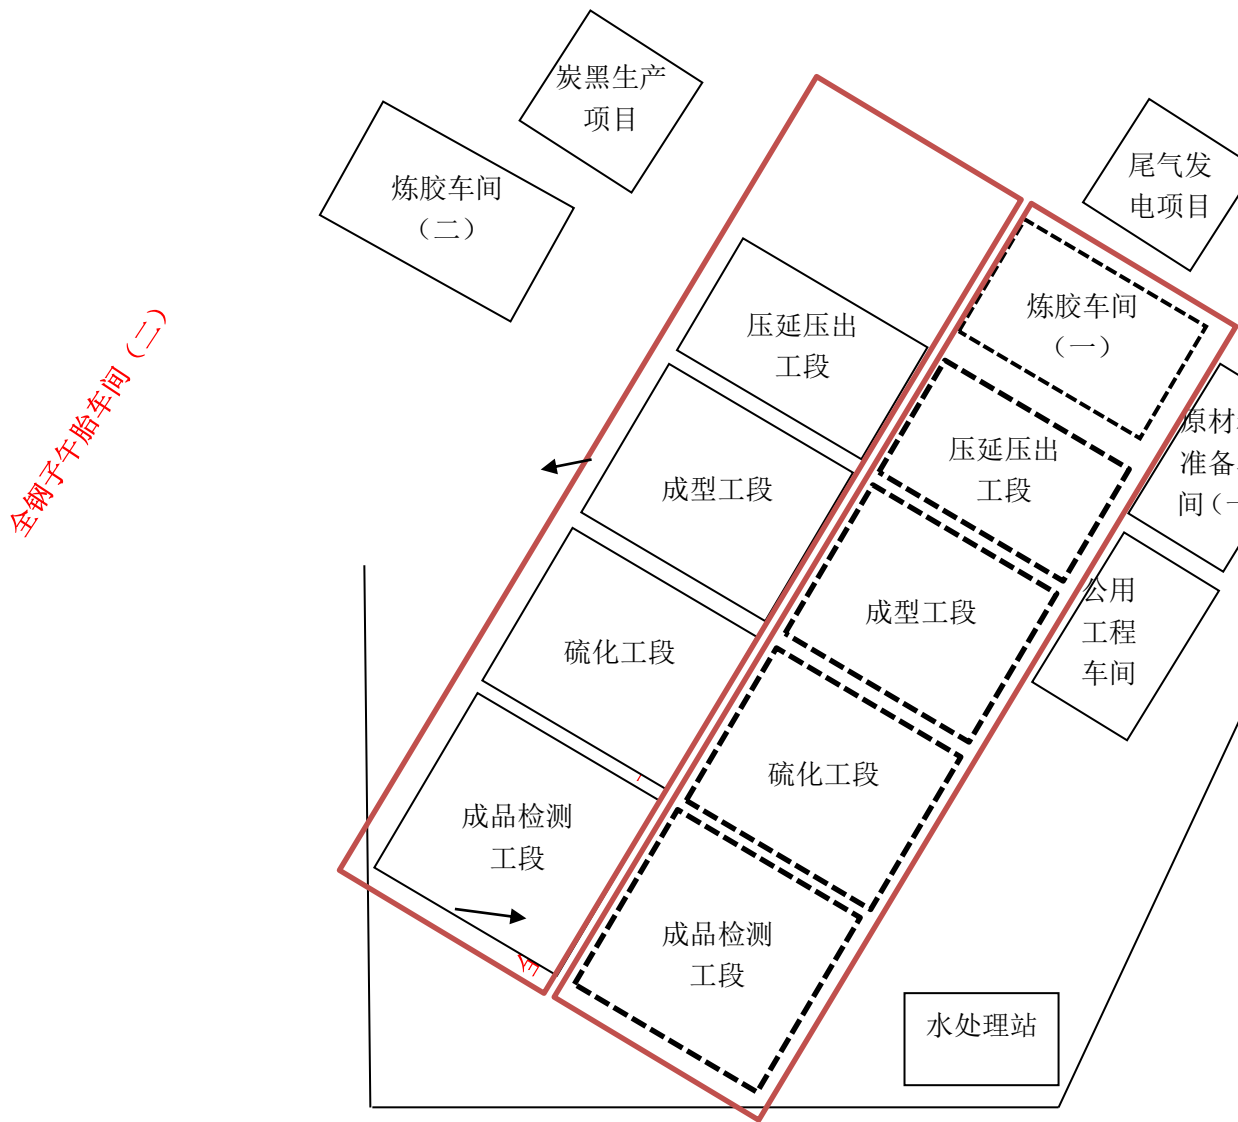 炭黑生产
项目
炼胶车间
（二）
尾气发
电项目
压延压出
工段
炼胶车间
（一）
全钢子午胎车间（二）
成型工段
压延压出
工段
原材
准备
间（一
硫化工段
成型工段
公用
工程
车间
成品检测
工段
硫化工段
成品检测
工段
全
水处理站